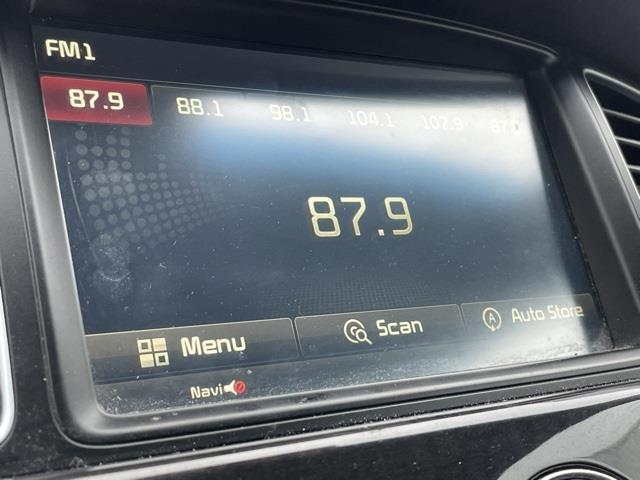 FM1
87.9 88.1 98.1 104.1 107.9
87.9
Menu Scan Auto Store
Navi